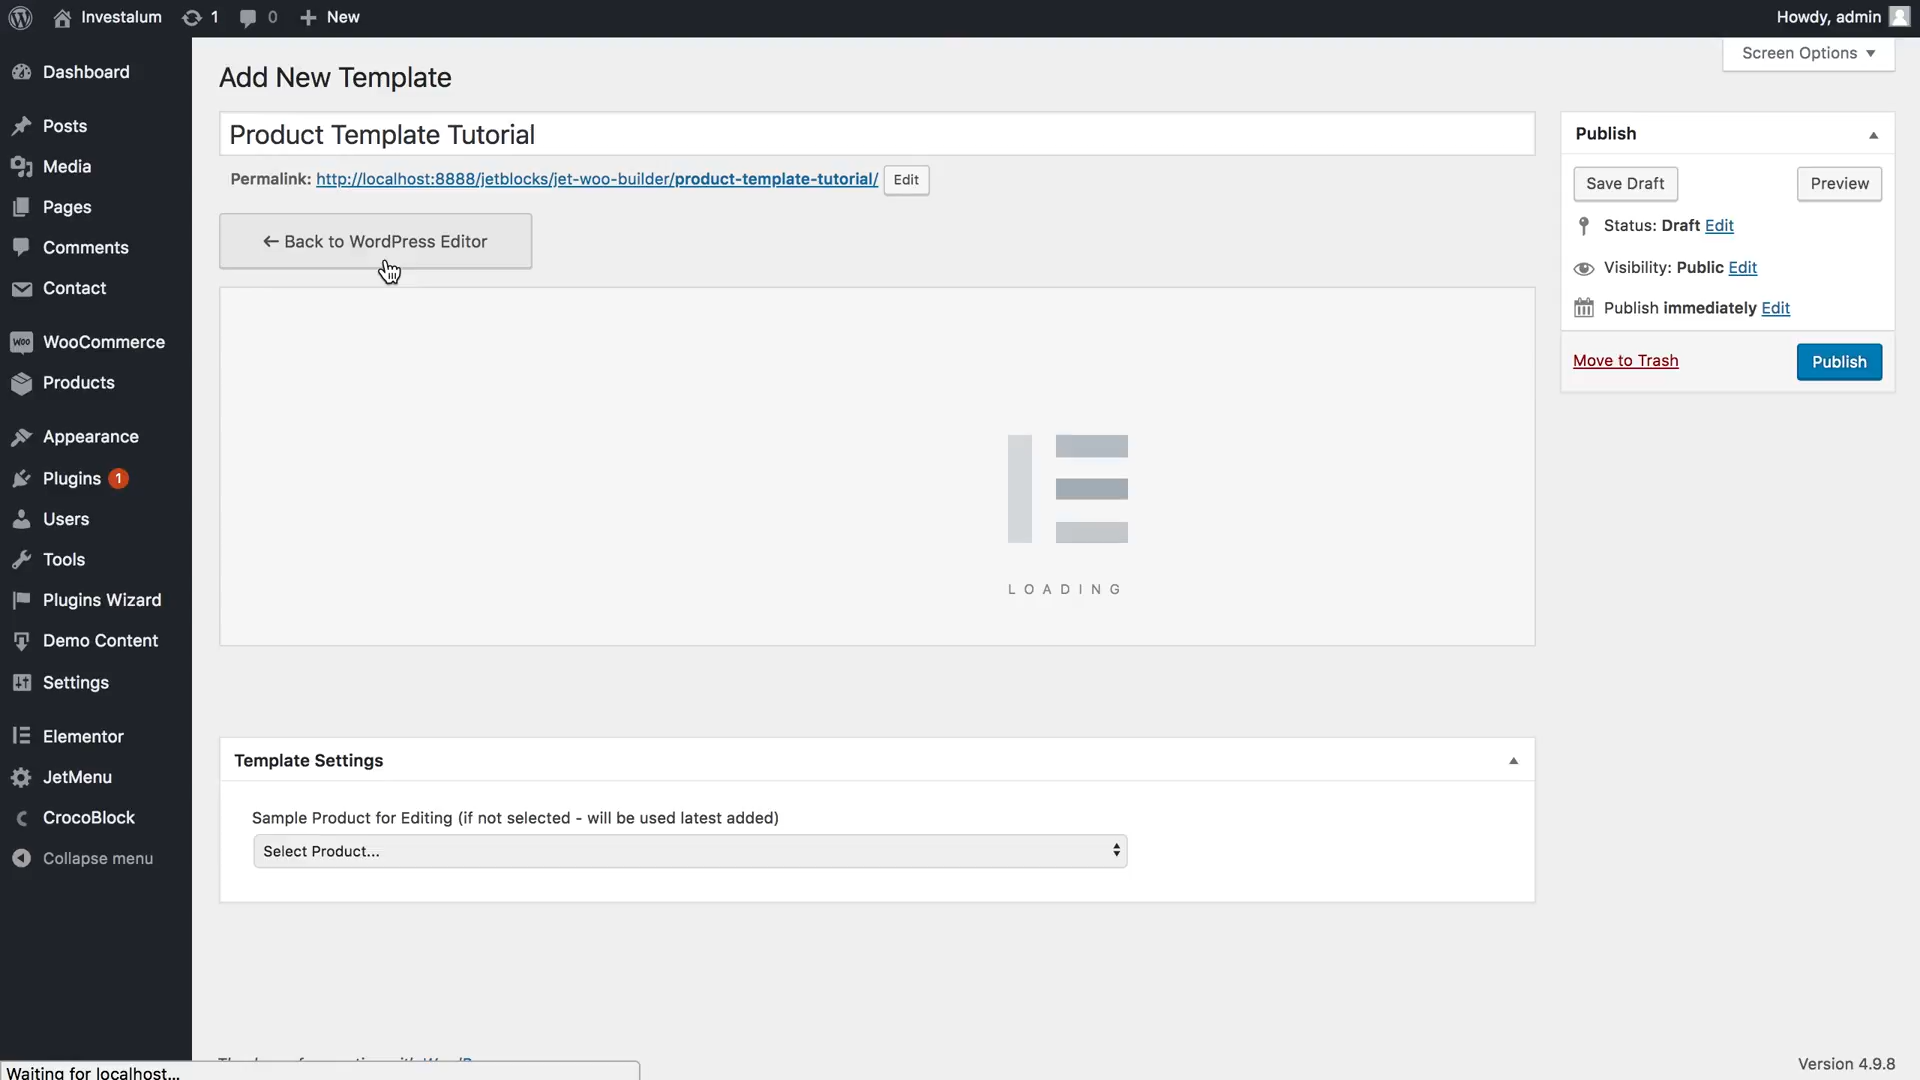 Investalum 1 0 New Howdy, admin
Screen Options
Dashboard
Posts
Media
Pages
Comments
Contact
WooCommerce
Products
Appearance
Plugins 1
Users
Tools
Plugins Wizard
Demo Content
Settings
Elementor
JetMenu
CrocoBlock
Collapse menu
Add New Template
Product Template Tutorial
Permalink: http://localhost:8888/jetblocks/jet-woo-builder/product-template-tutorial/ Edit
← Back to WordPress Editor
LOADING
Template Settings
Sample Product for Editing (if not selected - will be used latest added)
Select Product...
Publish
Save Draft Preview
Status: Draft Edit
Visibility: Public Edit
Publish immediately Edit
Move to Trash Publish
Waiting for localhost...
Version 4.9.8